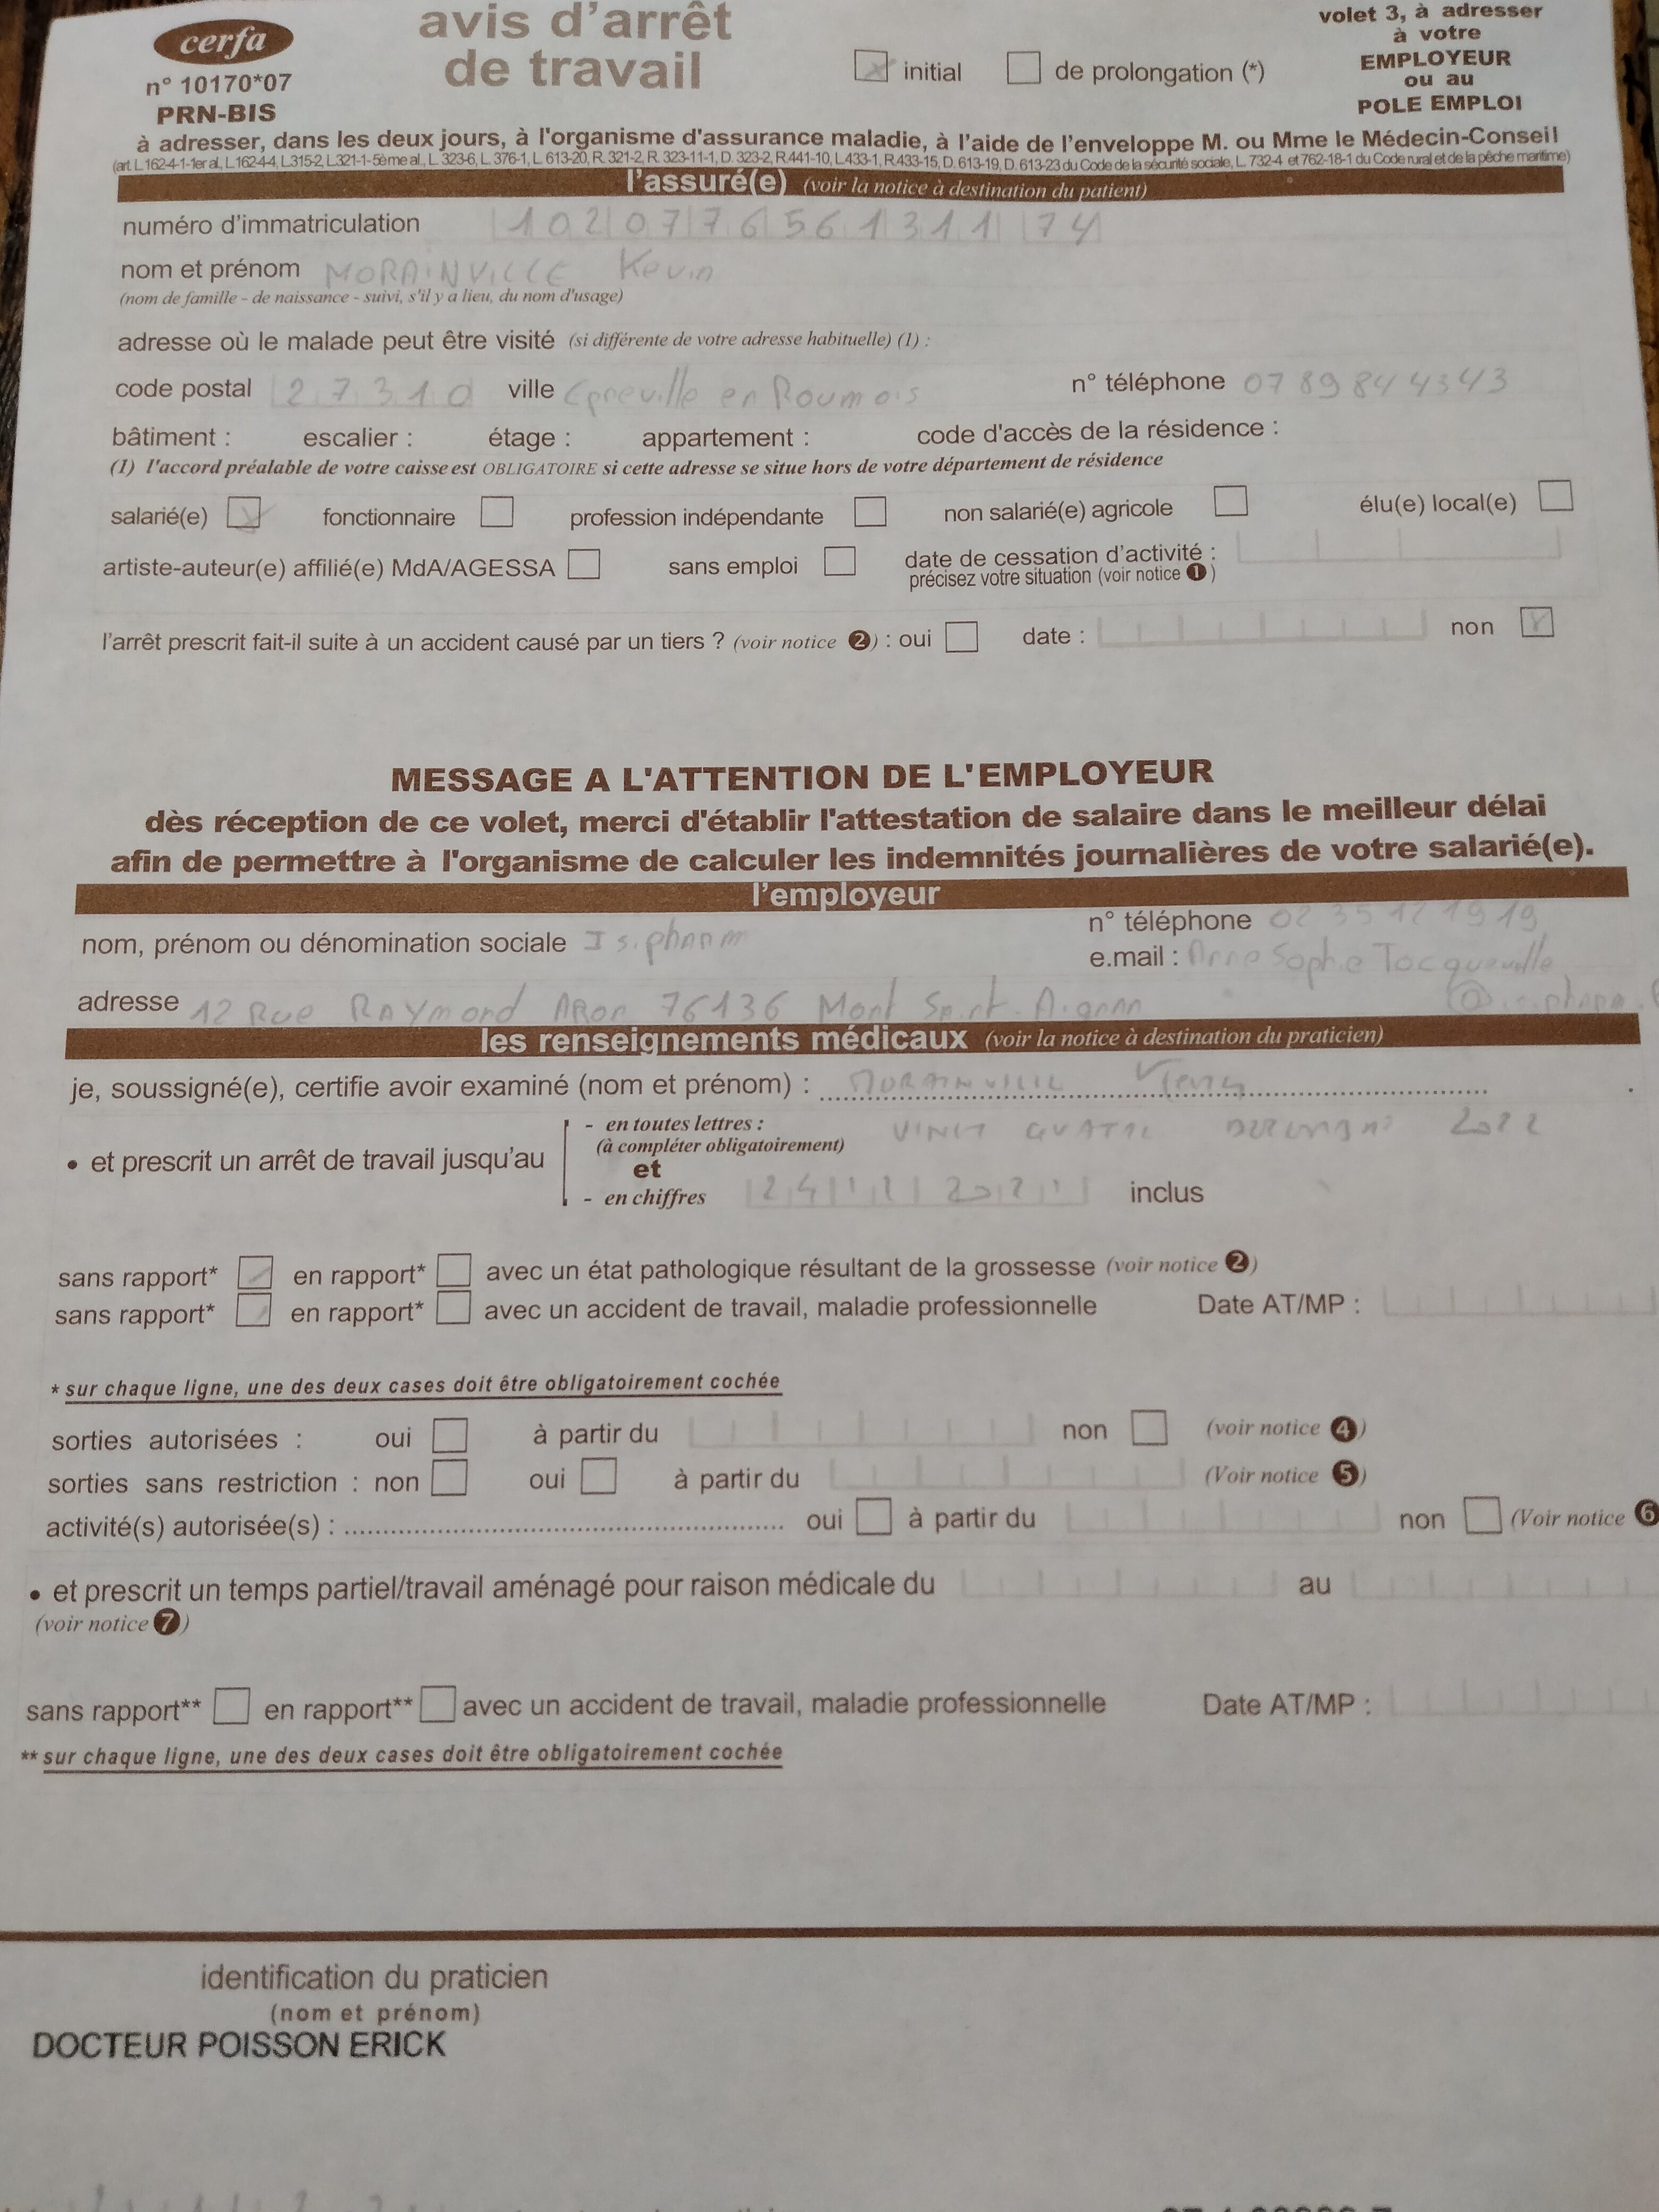 cerfa
n° 10170*07
PRN-BIS
avis d'arrêt
de travail
initial de prolongation (*)
volet 3, à adresser
à votre
EMPLOYEUR
ou au
POLE EMPLOI
à adresser, dans les deux jours, à l'organisme d'assurance maladie, à l'aide de l'enveloppe M. ou Mme le Médecin-Conseil
(art. L.162-4-1-1er al, L.162-4-4, L.315-2, L.321-1-5ème al., L. 323-6, L. 376-1, L. 613-20, R. 321-2, R. 323-11-1, D. 323-2, R.441-10, L.433-1, R.433-15, D. 613-19, D. 613-23 du Code de la sécurité sociale, L. 732-4 et 762-18-1 du Code rural et de la pêche maritime)
l'assuré(e) (voir la notice à destination du patient)
numéro d'immatriculation 1 02 07 76 561 311 74
nom et prénom MORAINVILLE Kevin
(nom de famille - de naissance - suivi, s'il y a lieu, du nom d'usage)
adresse où le malade peut être visité (si différente de votre adresse habituelle) (1) :
code postal 27310 ville Epreville en Roumois n° téléphone 07 89 84 43 43
bâtiment : escalier : étage : appartement : code d'accès de la résidence :
(1) l'accord préalable de votre caisse est OBLIGATOIRE si cette adresse se situe hors de votre département de résidence
salarié(e) fonctionnaire profession indépendante non salarié(e) agricole élu(e) local(e)
artiste-auteur(e) affilié(e) MdA/AGESSA sans emploi date de cessation d'activité :
précisez votre situation (voir notice 1)
l'arrêt prescrit fait-il suite à un accident causé par un tiers ? (voir notice 2) : oui date : non
MESSAGE A L'ATTENTION DE L'EMPLOYEUR
dès réception de ce volet, merci d'établir l'attestation de salaire dans le meilleur délai
afin de permettre à l'organisme de calculer les indemnités journalières de votre salarié(e).
l'employeur
nom, prénom ou dénomination sociale Isipharm n° téléphone 02 35 12 19 19
e.mail : Anne Sophie Tocqueville
@isipharm.
adresse 12 Rue RAYmond ARon 76136 Mont Saint Aignan
les renseignements médicaux (voir la notice à destination du praticien)
je, soussigné(e), certifie avoir examiné (nom et prénom) : MORAINVILLE
- en toutes lettres : VINGT QUATRE DECEMBRE 2022
(à compléter obligatoirement)
• et prescrit un arrêt de travail jusqu'au
et
- en chiffres inclus
sans rapport* en rapport* avec un état pathologique résultant de la grossesse (voir notice 2)
sans rapport* en rapport* avec un accident de travail, maladie professionnelle Date AT/MP :
* sur chaque ligne, une des deux cases doit être obligatoirement cochée
sorties autorisées : oui à partir du non (voir notice 4)
sorties sans restriction : non oui à partir du (Voir notice 5)
activité(s) autorisée(s) : oui à partir du non (Voir notice 6
• et prescrit un temps partiel/travail aménagé pour raison médicale du au
(voir notice 7)
sans rapport** en rapport** avec un accident de travail, maladie professionnelle Date AT/MP :
** sur chaque ligne, une des deux cases doit être obligatoirement cochée
identification du praticien
(nom et prénom)
DOCTEUR POISSON ERICK